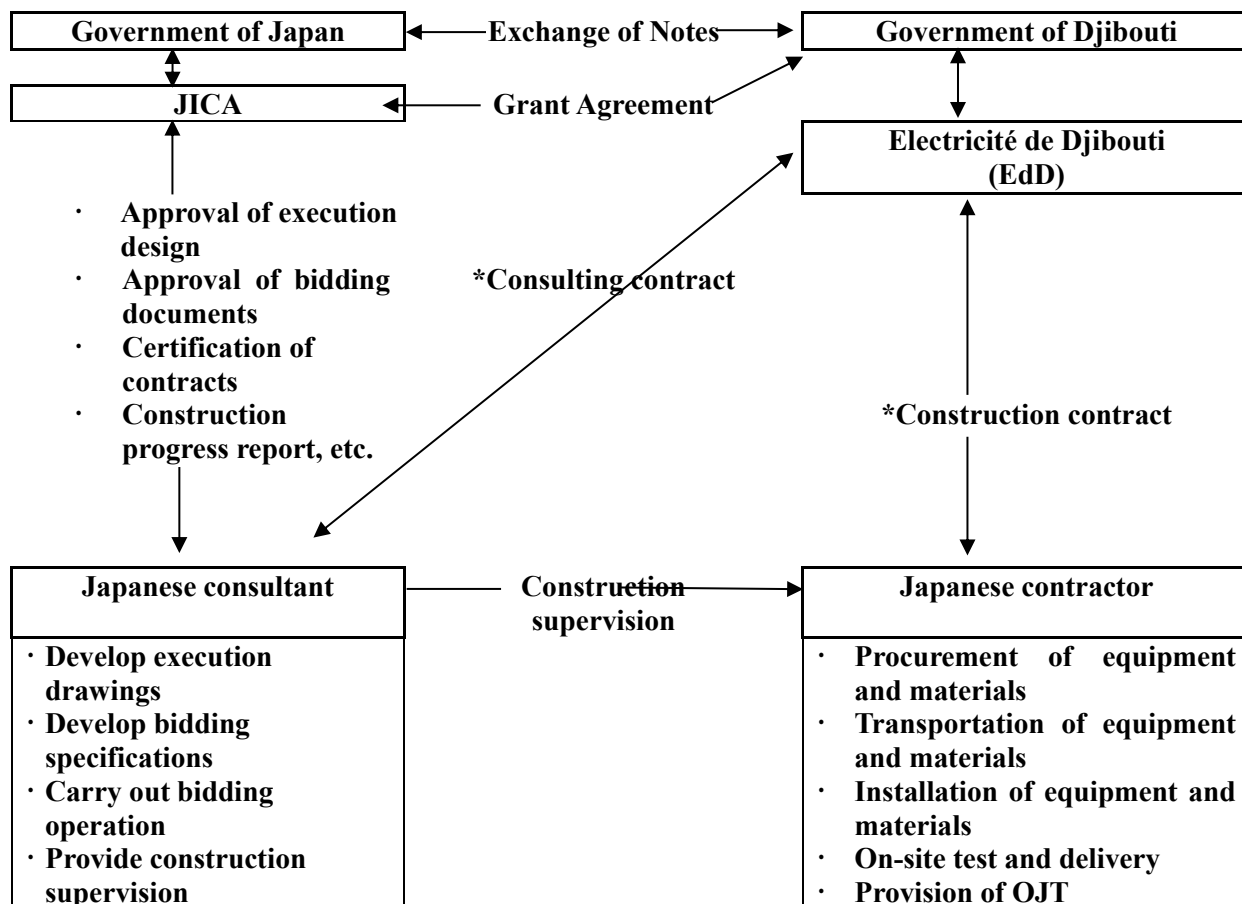 Government of Japan
Exchange of Notes
Government of Djibouti
JICA
Grant Agreement
Electricité de Djibouti
(EdD)
· Approval of execution
design
· Approval of bidding
documents
· Certification of
contracts
· Construction
progress report, etc.
*Consulting contract
*Construction contract
Japanese consultant
Construction
supervision
Japanese contractor
· Develop execution
drawings
· Develop bidding
specifications
· Carry out bidding
operation
· Provide construction
supervision
· Procurement of equipment
and materials
· Transportation of equipment
and materials
· Installation of equipment and
materials
· On-site test and delivery
· Provision of OJT